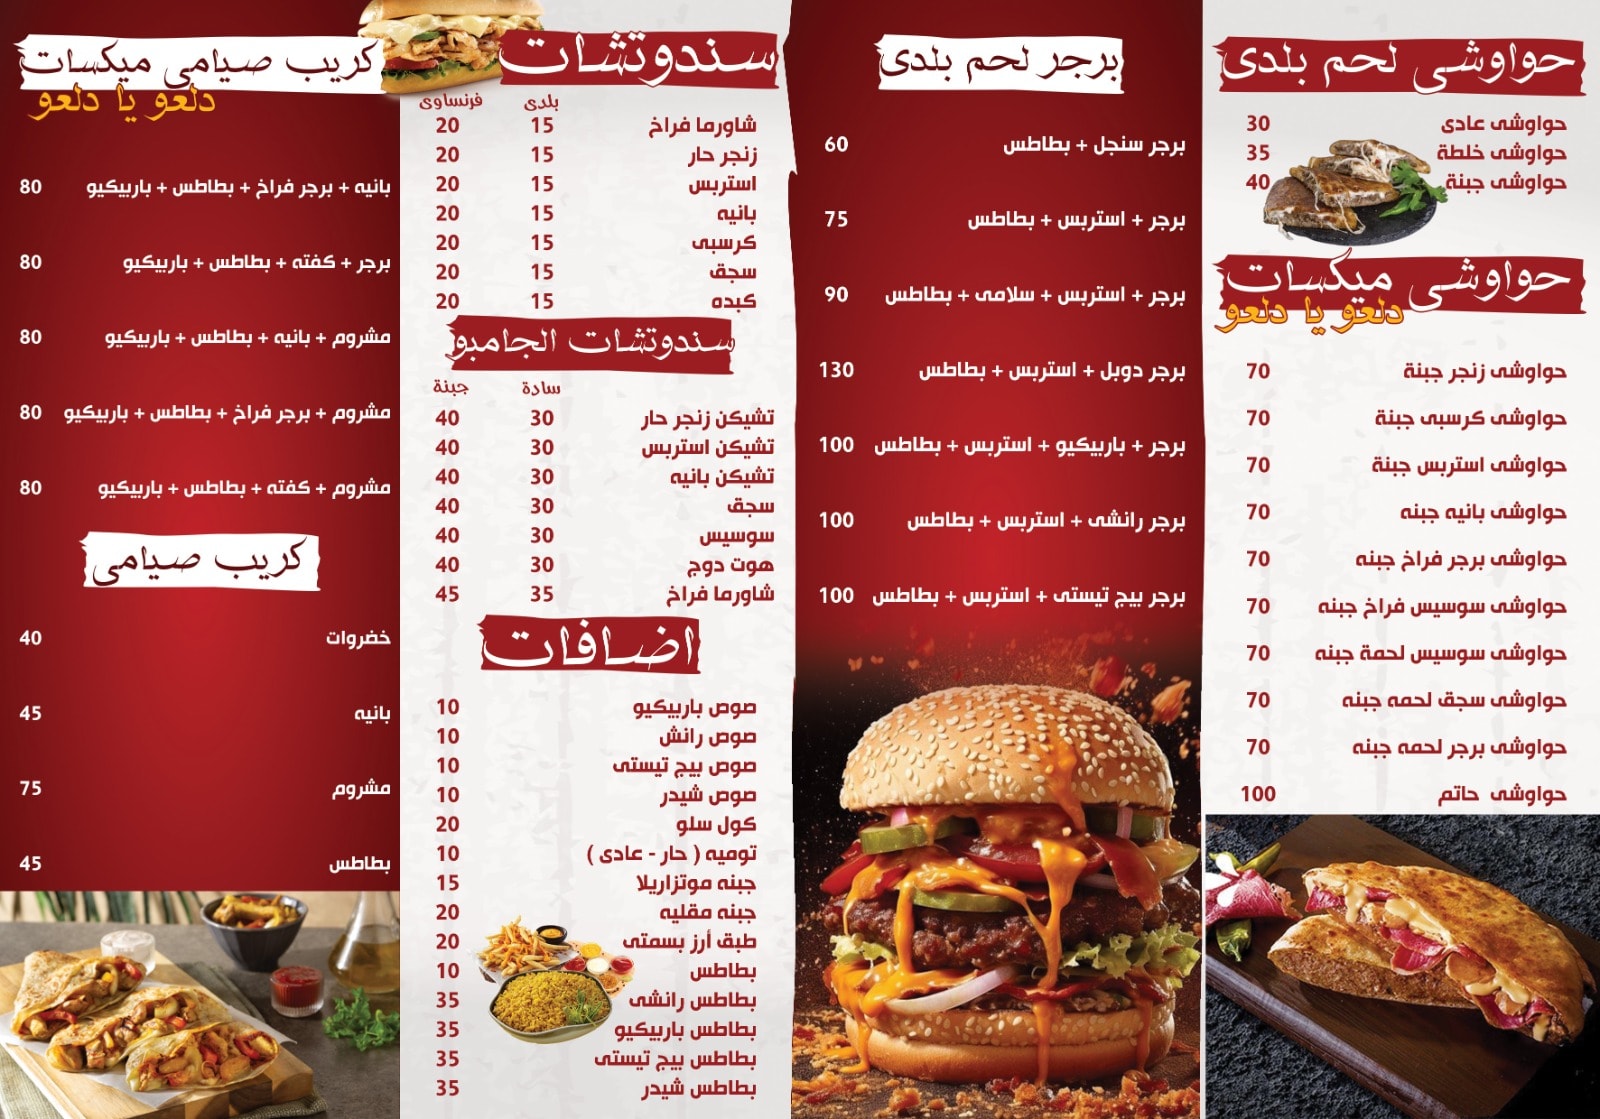 حواوشى لحم بلدى
حواوشى عادى 30
حواوشى خلطة 35
حواوشى جبنة 40
حواوشى ميكسات
دلعو يا دلعو
حواوشى زنجر جبنة 70
حواوشى كرسبى جبنة 70
حواوشى استربس جبنة 70
حواوشى بانيه جبنه 70
حواوشى برجر فراخ جبنه 70
حواوشى سوسيس فراخ جبنه 70
حواوشى سوسيس لحمة جبنه 70
حواوشى سجق لحمه جبنه 70
حواوشى برجر لحمه جبنه 70
حواوشى حاتم 100
برجر لحم بلدى
برجر سنجل + بطاطس 60
برجر + استربس + بطاطس 75
برجر + استربس + سلامى + بطاطس 90
برجر دوبل + استربس + بطاطس 130
برجر + باربيكيو + استربس + بطاطس 100
برجر رانشى + استربس + بطاطس 100
برجر بيج تيستى + استربس + بطاطس 100
سندوتشات
بلدى فرنساوى
شاورما فراخ 15 20
زنجر حار 15 20
استربس 15 20
بانيه 15 20
كرسبى 15 20
سجق 15 20
كبده 15 20
سندوتشات الجامبو
سادة جبنة
تشيكن زنجر حار 30 40
تشيكن استربس 30 40
تشيكن بانيه 30 40
سجق 30 40
سوسيس 30 40
هوت دوج 30 40
شاورما فراخ 35 45
اضافات
صوص باربيكيو 10
صوص رانش 10
صوص بيج تيستى 10
صوص شيدر 10
كول سلو 20
توميه ( حار - عادى ) 10
جبنه موتزاريلا 15
جبنه مقليه 20
طبق أرز بسمتى 20
بطاطس 10
بطاطس رانشى 35
بطاطس باربيكيو 35
بطاطس بيج تيستى 35
بطاطس شيدر 35
كريب صيامى ميكسات
دلعو يا دلعو
بانيه + برجر فراخ + بطاطس + باربيكيو 80
برجر + كفته + بطاطس + باربيكيو 80
مشروم + بانيه + بطاطس + باربيكيو 80
مشروم + برجر فراخ + بطاطس + باربيكيو 80
مشروم + كفته + بطاطس + باربيكيو 80
كريب صيامى
خضروات 40
بانيه 45
مشروم 75
بطاطس 45